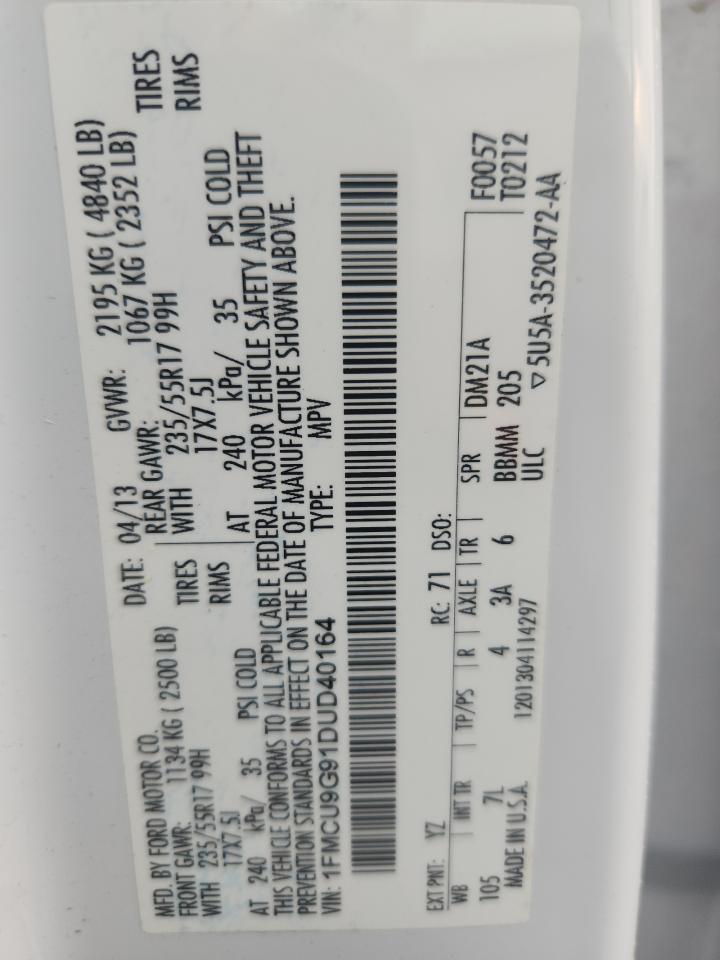 MFD. BY FORD MOTOR CO.
DATE: 04/13 GVWR: 2195 KG ( 4840 LB)
FRONT GAWR: 1134 KG ( 2500 LB)
REAR GAWR: 1067 KG ( 2352 LB)
WITH 235/55R17 99H TIRES
WITH 235/55R17 99H TIRES
17X7.5J RIMS
17X7.5J RIMS
AT 240 kPa/ 35 PSI COLD
AT 240 kPa/ 35 PSI COLD
THIS VEHICLE CONFORMS TO ALL APPLICABLE FEDERAL MOTOR VEHICLE SAFETY AND THEFT
PREVENTION STANDARDS IN EFFECT ON THE DATE OF MANUFACTURE SHOWN ABOVE.
VIN: 1FMCU9G91DUD40164 TYPE: MPV
EXT PNT: YZ RC: 71 DSO: F0057
WB INT TR TP/PS R AXLE TR SPR DM21A T0212
105 7L 4 3A 6 BBMM 205
MADE IN U.S.A. 1201304114297 ULC ▽ 5U5A-3520472-AA